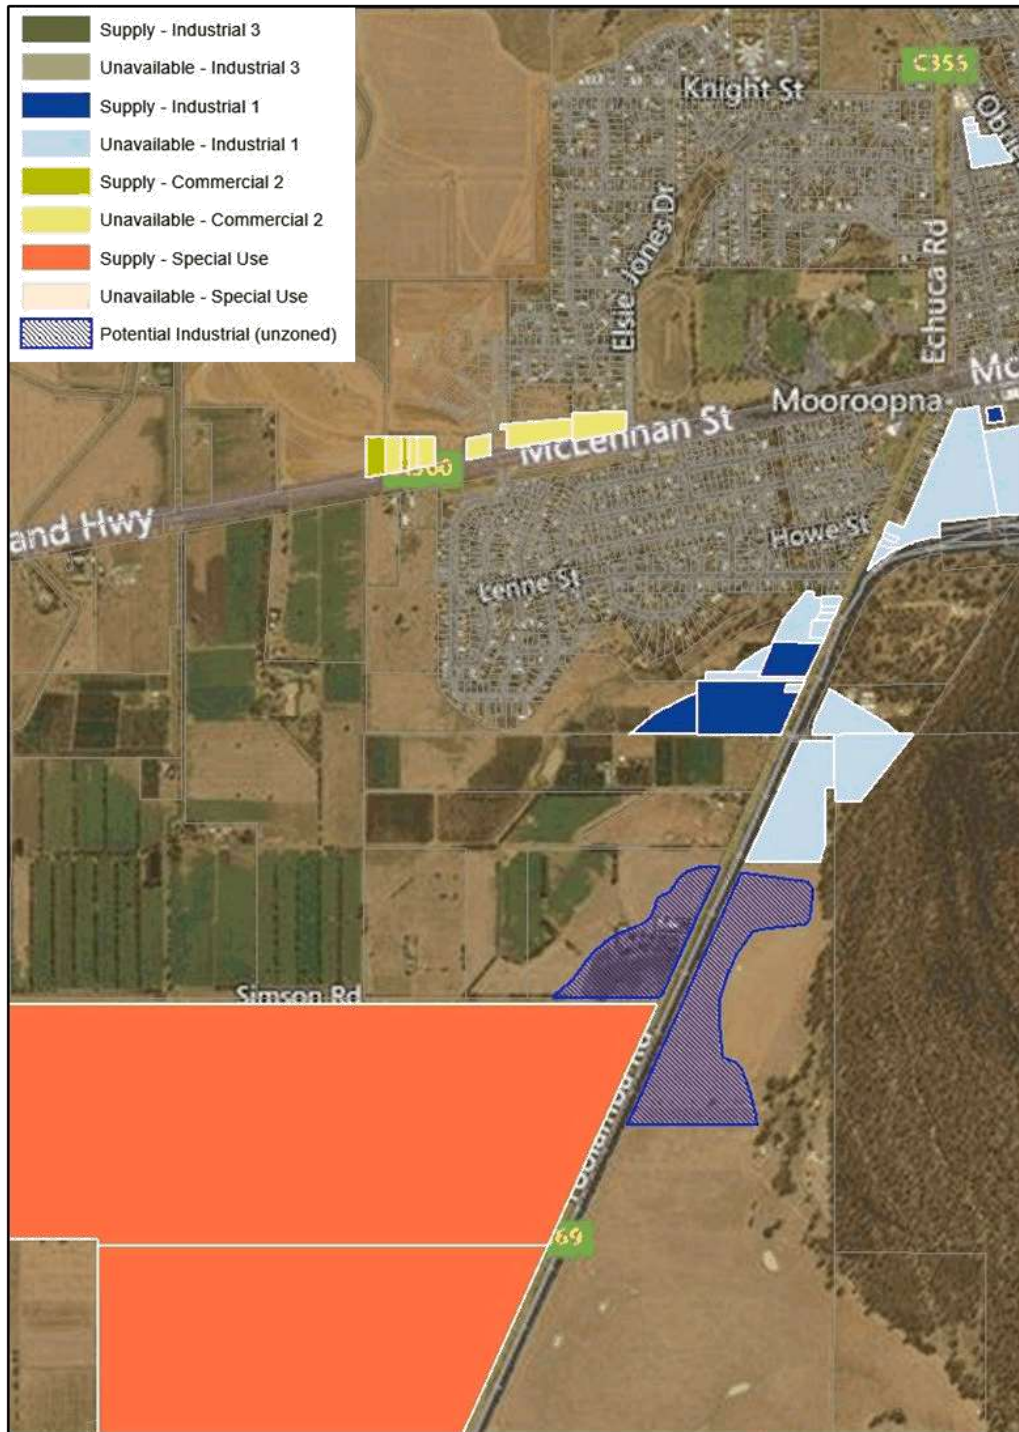 Supply - Industrial 3
Unavailable - Industrial 3
Supply - Industrial 1
Unavailable - Industrial 1
Supply - Commercial 2
Unavailable - Commercial 2
Supply - Special Use
Unavailable - Special Use
Potential Industrial (unzoned)
C355
Knight St
Elsie Jones Dr
Echuca Rd
Mooroopna
McLennan St
and Hwy
Howe St
Lenne St
Simson Rd
69